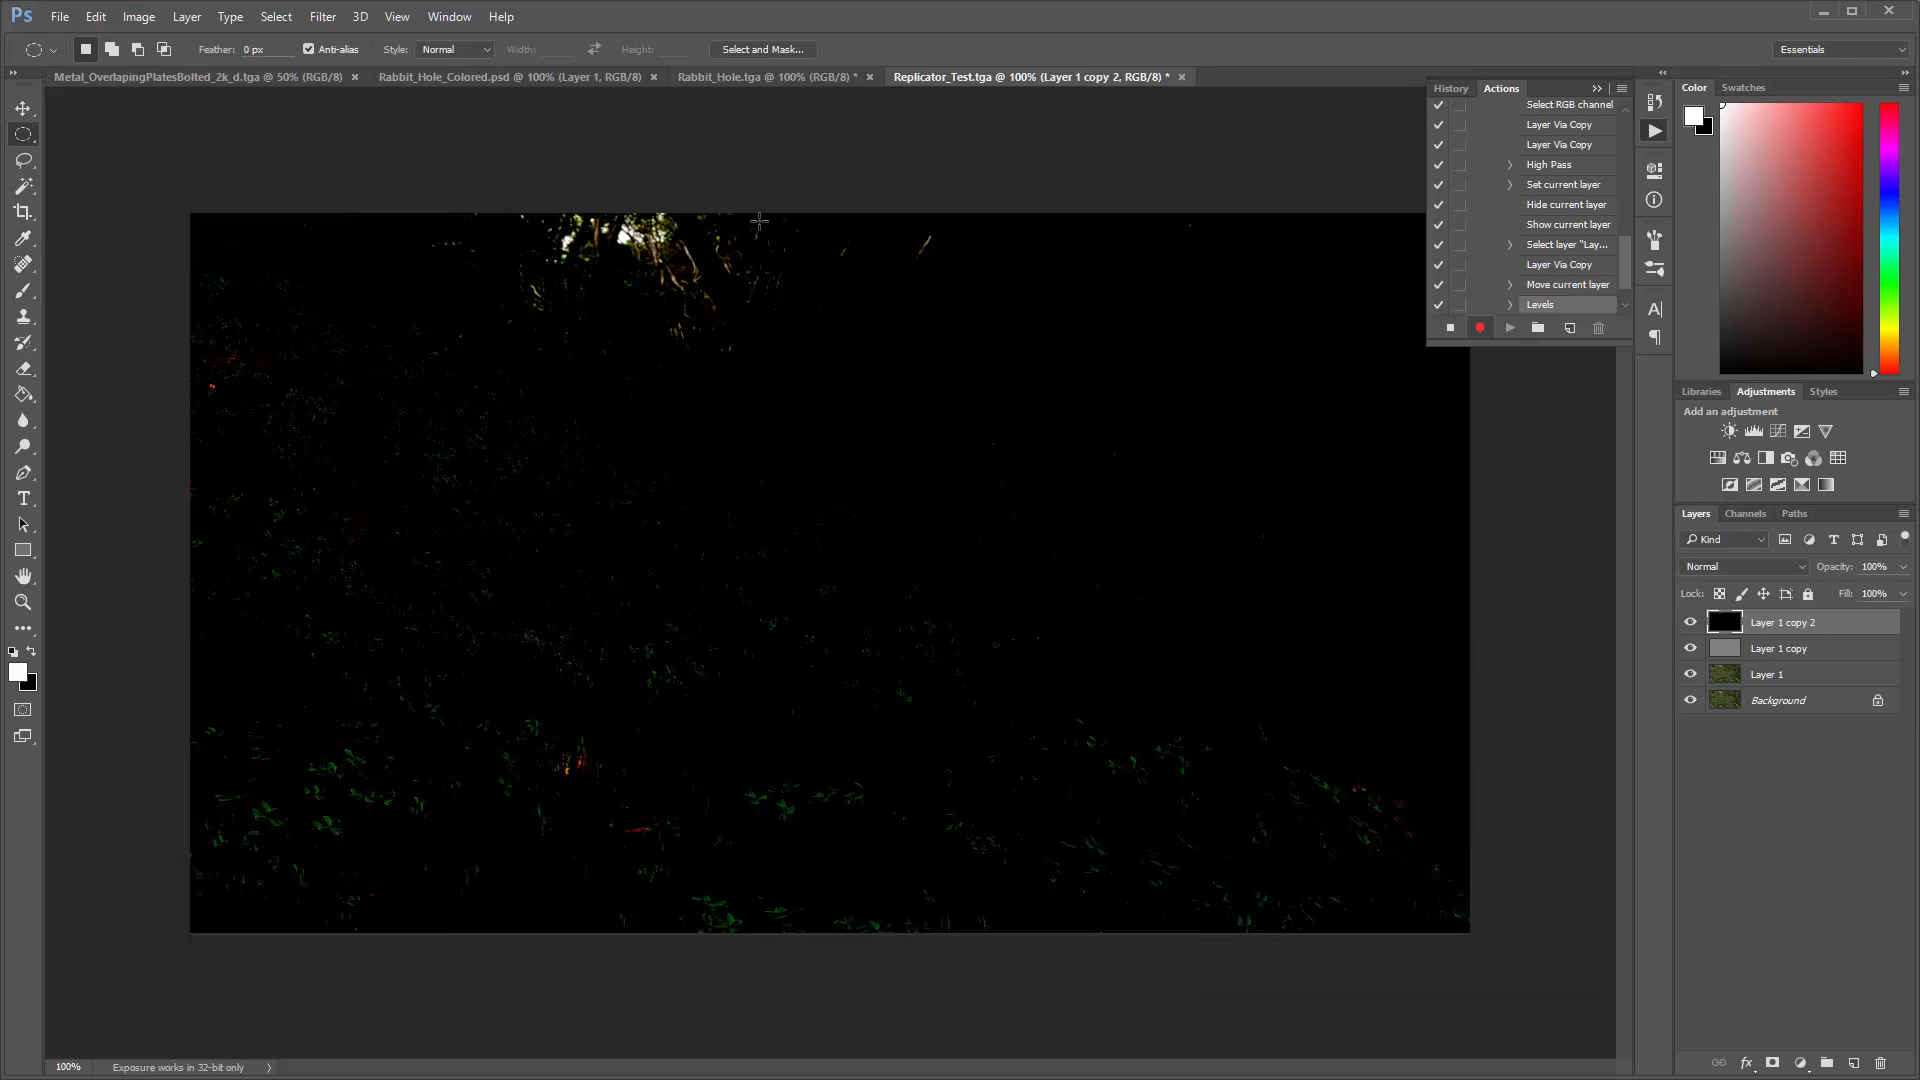 Ps File Edit Image Layer Type Select Filter 3D View Window Help
Feather: 0 px Anti-alias Style: Normal Width: Height: Select and Mask... Essentials
Metal_OverlapingPlatesBolted_2k_d.tga @ 50% (RGB/8) Rabbit_Hole_Colored.psd @ 100% (Layer 1, RGB/8) Rabbit_Hole.tga @ 100% (RGB/8) * Replicator_Test.tga @ 100% (Layer 1 copy 2, RGB/8) *
History Actions
Select RGB channel
Layer Via Copy
Layer Via Copy
High Pass
Set current layer
Hide current layer
Show current layer
Select layer "Lay...
Layer Via Copy
Move current layer
Levels
Color Swatches
Libraries Adjustments Styles
Add an adjustment
Layers Channels Paths
Kind
Normal Opacity: 100%
Lock: Fill: 100%
Layer 1 copy 2
Layer 1 copy
Layer 1
Background
100% Exposure works in 32-bit only